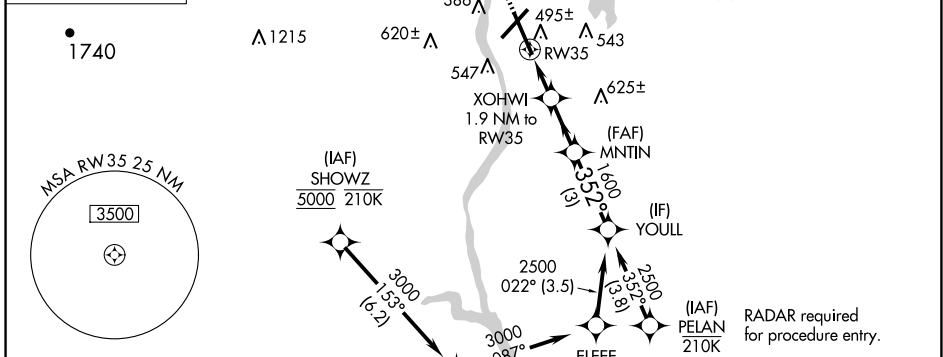 495±
1740
1215
620±
543
RW35
547
XOHWI
1.9 NM to
RW35
625±
(FAF)
MNTIN
MSA RW35 25 NM
3500
(IAF)
SHOWZ
5000 210K
1600
352°
(3)
(IF)
YOULL
3000
153°
(6.2)
2500
022° (3.5)
2500
352°
(3.8)
(IAF)
PELAN
210K
RADAR required
for procedure entry.
3000